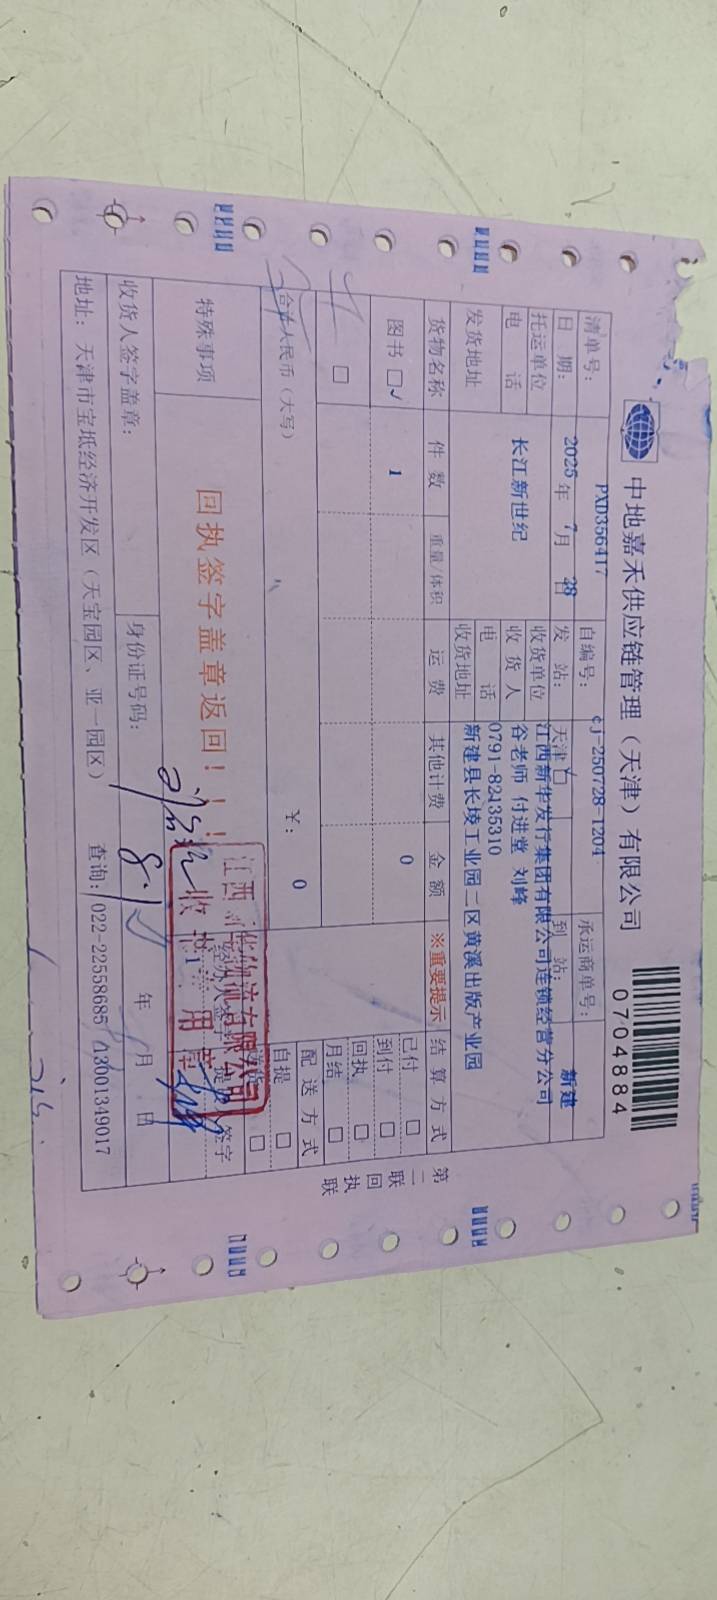 中地嘉禾供应链管理（天津）有限公司
0704884
清单号： PXD356417 自编号： cj-250728-1204 承运商单号：
日 期： 2025 年 7 月 28 日 发 站： 天津 □ 到 站： 新建
托运单位 长江新世纪 收货单位 江西新华发行集团有限公司连锁经营分公司
收 货 人 谷老师 付进堂 刘峰
电 话 电 话 0791-82135310
发货地址 收货地址 新建县长堎工业园二区黄溪出版产业园
货物名称 件 数 重量/体积 运 费 其他计费 金 额 ※重要提示 结 算 方 式
图书 □✓ 1 0
已付 □
到付 □
回执 □
月结 □
□
合计人民币（大写） ¥： 0
配 送 方 式
自提 □
□
特殊事项 回执签字盖章返回！！！
签字
收货人签字盖章： 身份证号码： 年 月 日
地址：天津市宝坻经济开发区（天宝园区、亚一园区） 查询：022-22558685 13001349017
第二联 回执联